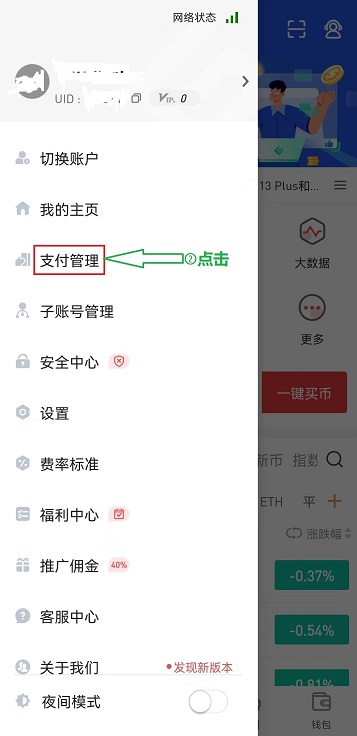 网络状态
UID：
VIP. 0
切换账户
我的主页
支付管理
②点击
子账号管理
安全中心
设置
费率标准
福利中心
推广佣金 40%
客服中心
关于我们
发现新版本
夜间模式
13 Plus和...
大数据
更多
一键买币
新币 指数
ETH 平
涨跌幅
-0.37%
-0.54%
-0.81%
钱包